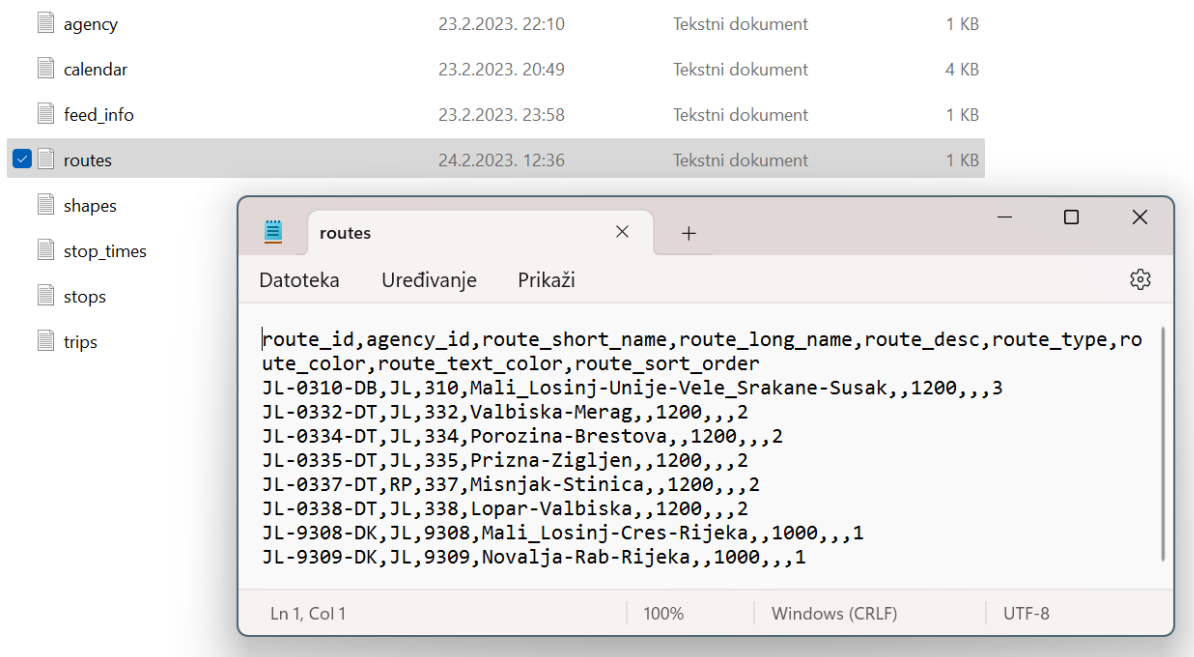 agency 23.2.2023. 22:10 Tekstni dokument 1 KB
calendar 23.2.2023. 20:49 Tekstni dokument 4 KB
feed_info 23.2.2023. 23:58 Tekstni dokument 1 KB
routes 24.2.2023. 12:36 Tekstni dokument 1 KB
shapes
stop_times
stops
trips
routes
Datoteka Uređivanje Prikaži
route_id,agency_id,route_short_name,route_long_name,route_desc,route_type,ro
ute_color,route_text_color,route_sort_order
JL-0310-DB,JL,310,Mali_Losinj-Unije-Vele_Srakane-Susak,,1200,,,3
JL-0332-DT,JL,332,Valbiska-Merag,,1200,,,2
JL-0334-DT,JL,334,Porozina-Brestova,,1200,,,2
JL-0335-DT,JL,335,Prizna-Zigljen,,1200,,,2
JL-0337-DT,RP,337,Misnjak-Stinica,,1200,,,2
JL-0338-DT,JL,338,Lopar-Valbiska,,1200,,,2
JL-9308-DK,JL,9308,Mali_Losinj-Cres-Rijeka,,1000,,,1
JL-9309-DK,JL,9309,Novalja-Rab-Rijeka,,1000,,,1
Ln 1, Col 1 100% Windows (CRLF) UTF-8